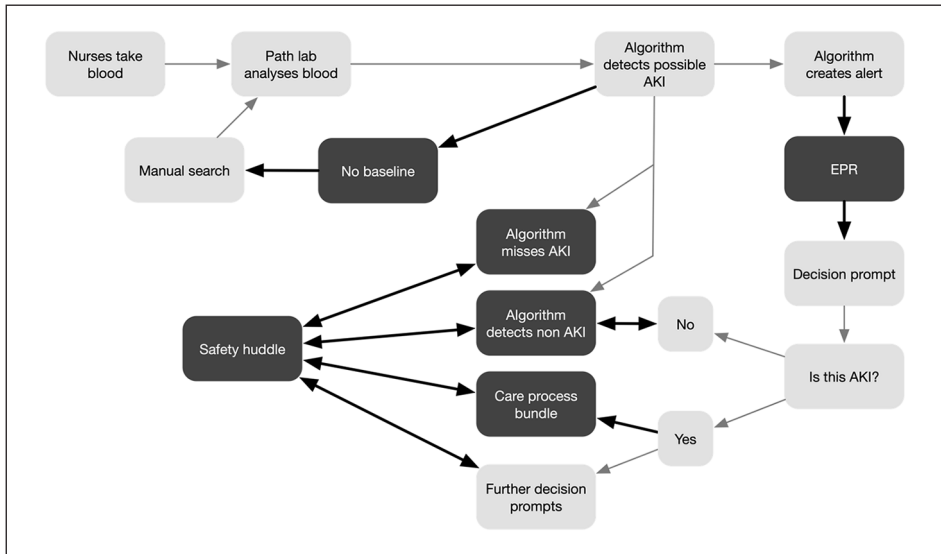 Nurses take
blood
Path lab
analyses blood
Algorithm
detects possible
AKI
Algorithm
creates alert
Manual search
No baseline
EPR
Algorithm
misses AKI
Decision prompt
Algorithm
detects non AKI
No
Safety huddle
Is this AKI?
Care process
bundle
Yes
Further decision
prompts